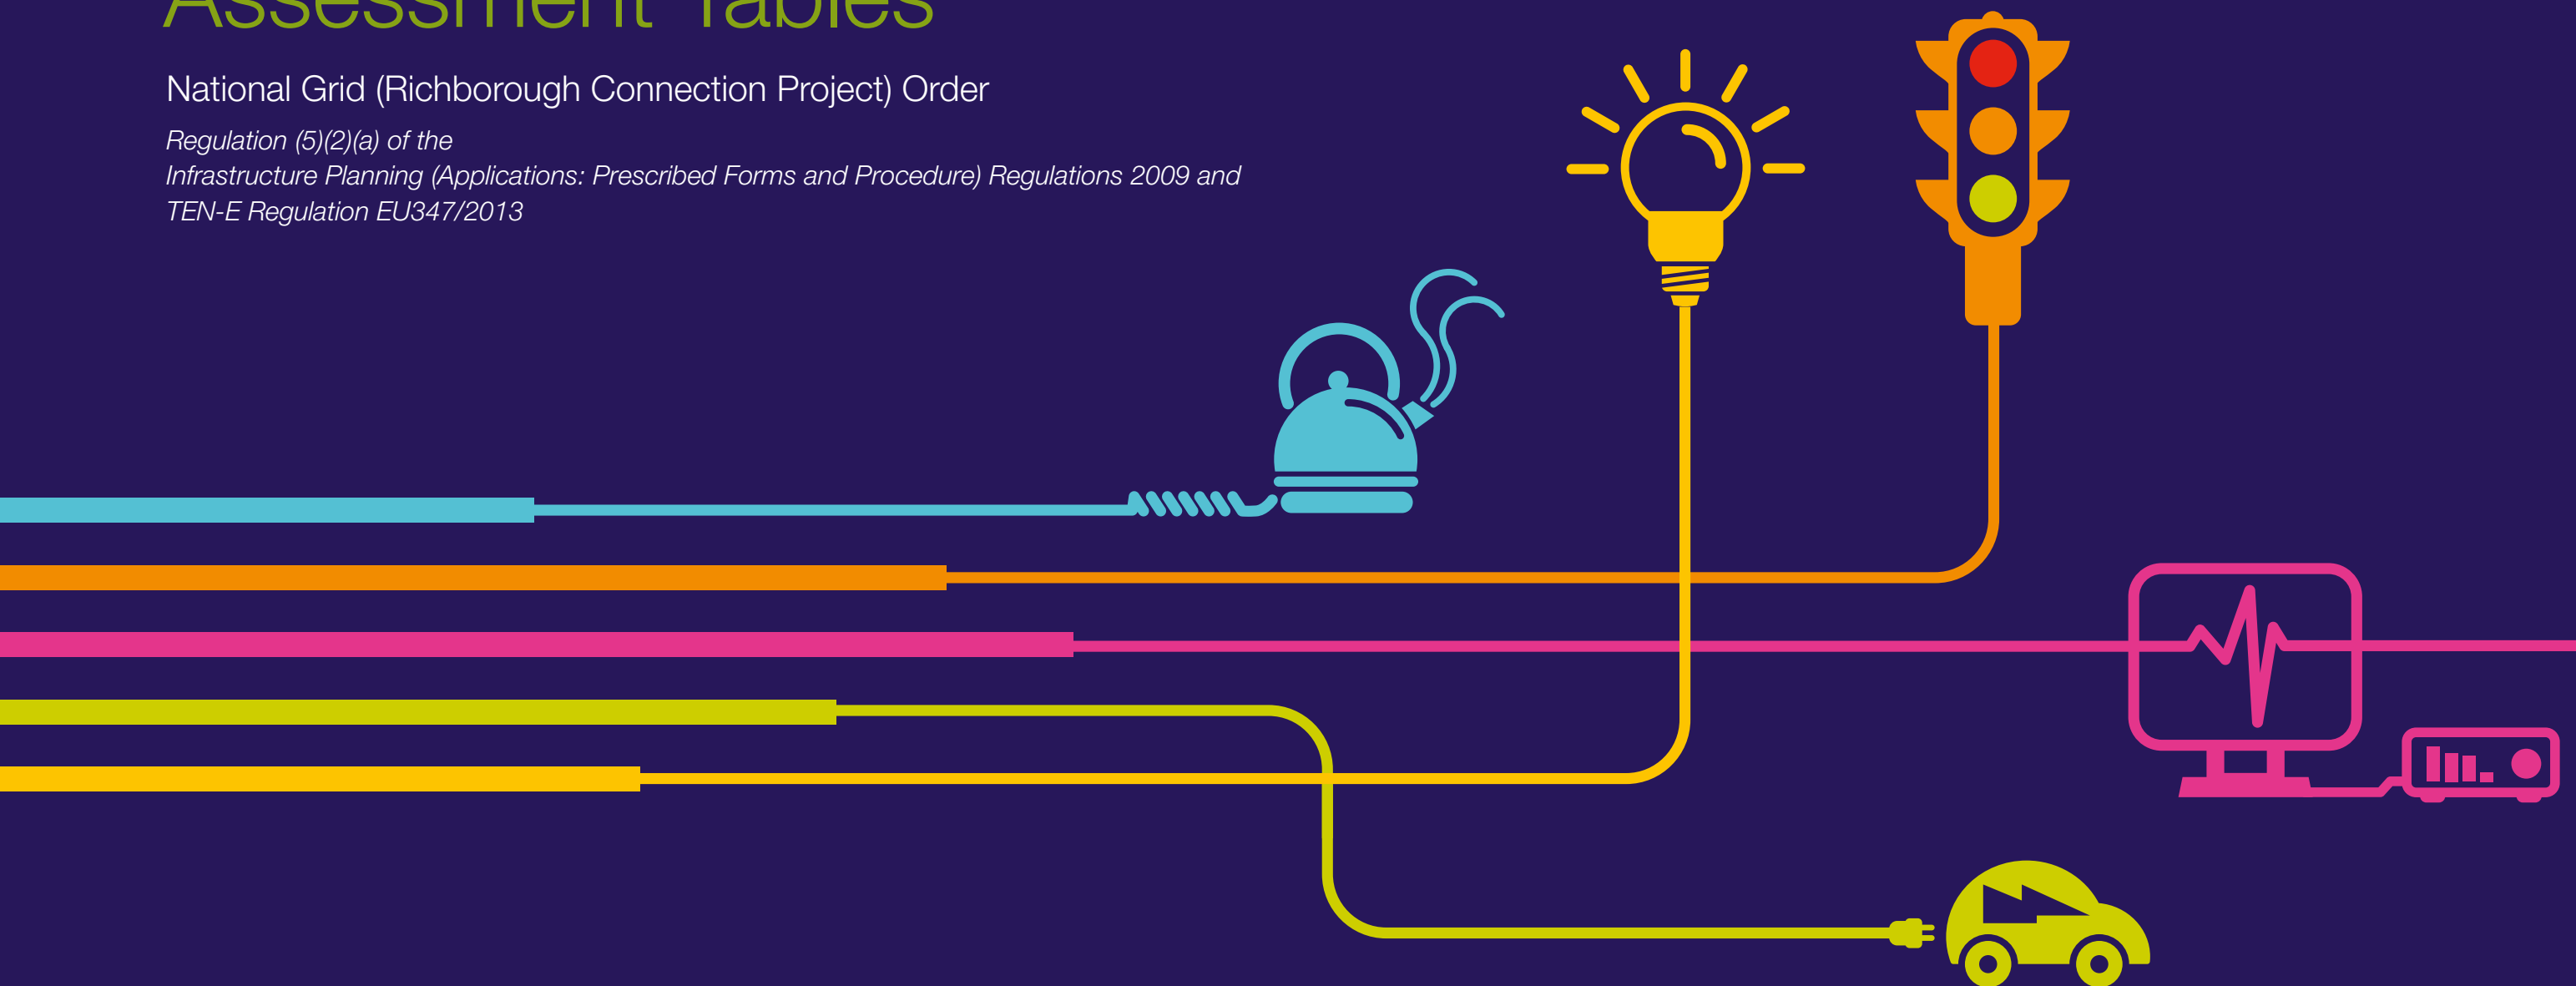 Assessment Tables
National Grid (Richborough Connection Project) Order
Regulation (5)(2)(a) of the
Infrastructure Planning (Applications: Prescribed Forms and Procedure) Regulations 2009 and
TEN-E Regulation EU347/2013